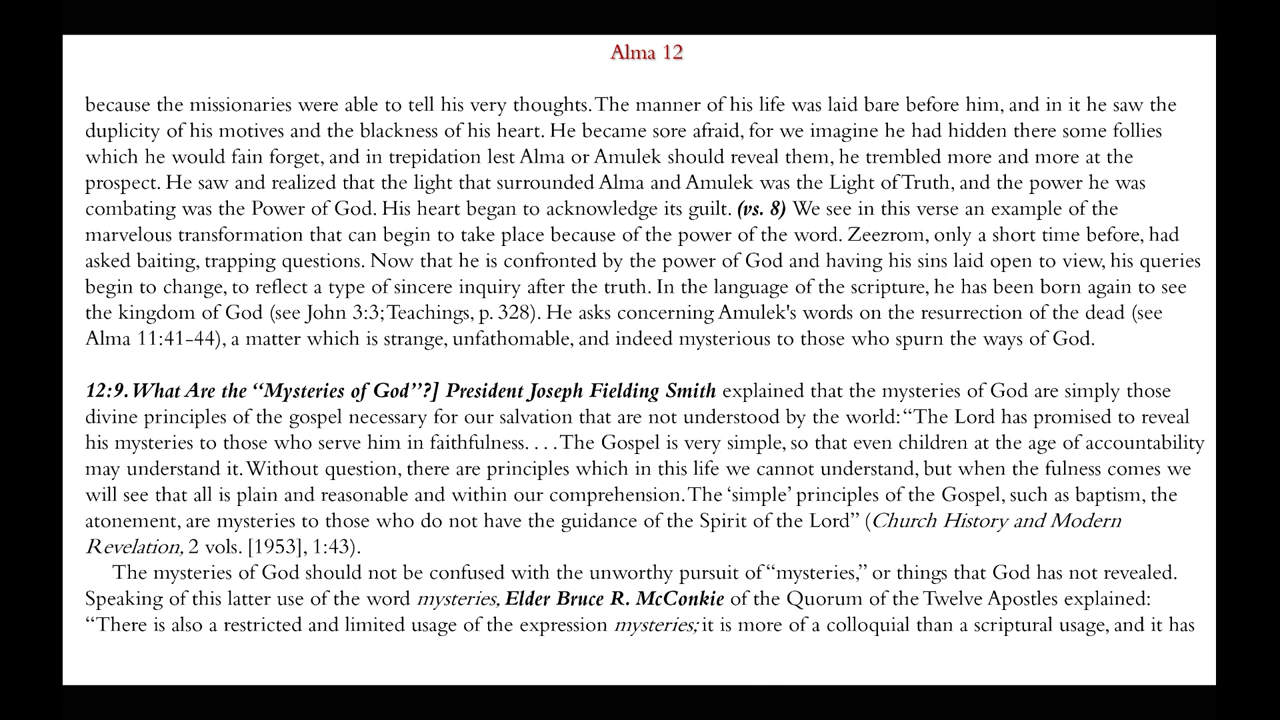 Alma 12
because the missionaries were able to tell his very thoughts. The manner of his life was laid bare before him, and in it he saw the
duplicity of his motives and the blackness of his heart. He became sore afraid, for we imagine he had hidden there some follies
which he would fain forget, and in trepidation lest Alma or Amulek should reveal them, he trembled more and more at the
prospect. He saw and realized that the light that surrounded Alma and Amulek was the Light of Truth, and the power he was
combating was the Power of God. His heart began to acknowledge its guilt. (vs. 8) We see in this verse an example of the
marvelous transformation that can begin to take place because of the power of the word. Zeezrom, only a short time before, had
asked baiting, trapping questions. Now that he is confronted by the power of God and having his sins laid open to view, his queries
begin to change, to reflect a type of sincere inquiry after the truth. In the language of the scripture, he has been born again to see
the kingdom of God (see John 3:3; Teachings, p. 328). He asks concerning Amulek's words on the resurrection of the dead (see
Alma 11:41-44), a matter which is strange, unfathomable, and indeed mysterious to those who spurn the ways of God.
12:9. What Are the “Mysteries of God”?] President Joseph Fielding Smith explained that the mysteries of God are simply those
divine principles of the gospel necessary for our salvation that are not understood by the world: “The Lord has promised to reveal
his mysteries to those who serve him in faithfulness. . . . The Gospel is very simple, so that even children at the age of accountability
may understand it. Without question, there are principles which in this life we cannot understand, but when the fulness comes we
will see that all is plain and reasonable and within our comprehension. The ‘simple’ principles of the Gospel, such as baptism, the
atonement, are mysteries to those who do not have the guidance of the Spirit of the Lord” (Church History and Modern
Revelation, 2 vols. [1953], 1:43).
The mysteries of God should not be confused with the unworthy pursuit of “mysteries,” or things that God has not revealed.
Speaking of this latter use of the word mysteries, Elder Bruce R. McConkie of the Quorum of the Twelve Apostles explained:
“There is also a restricted and limited usage of the expression mysteries; it is more of a colloquial than a scriptural usage, and it has